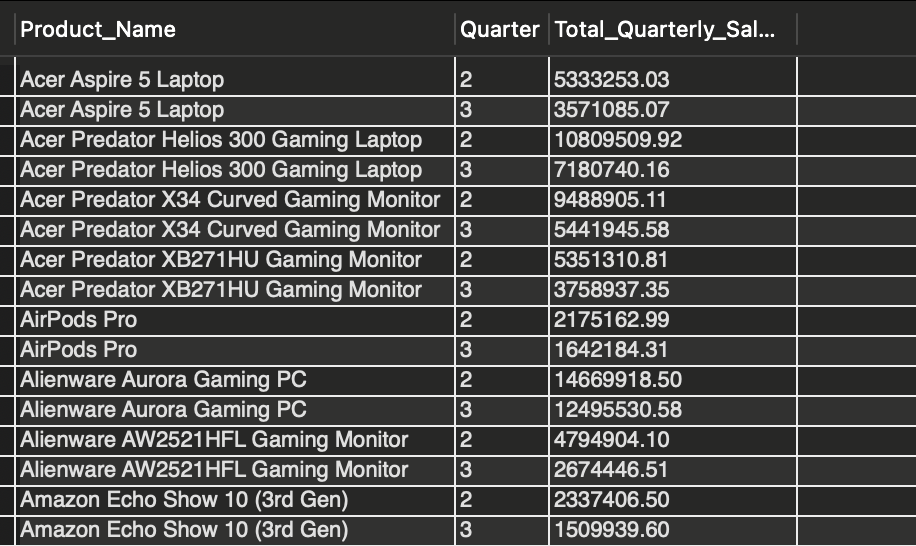 Product_Name Quarter Total_Quarterly_Sal...
Acer Aspire 5 Laptop 2 5333253.03
Acer Aspire 5 Laptop 3 3571085.07
Acer Predator Helios 300 Gaming Laptop 2 10809509.92
Acer Predator Helios 300 Gaming Laptop 3 7180740.16
Acer Predator X34 Curved Gaming Monitor 2 9488905.11
Acer Predator X34 Curved Gaming Monitor 3 5441945.58
Acer Predator XB271HU Gaming Monitor 2 5351310.81
Acer Predator XB271HU Gaming Monitor 3 3758937.35
AirPods Pro 2 2175162.99
AirPods Pro 3 1642184.31
Alienware Aurora Gaming PC 2 14669918.50
Alienware Aurora Gaming PC 3 12495530.58
Alienware AW2521HFL Gaming Monitor 2 4794904.10
Alienware AW2521HFL Gaming Monitor 3 2674446.51
Amazon Echo Show 10 (3rd Gen) 2 2337406.50
Amazon Echo Show 10 (3rd Gen) 3 1509939.60